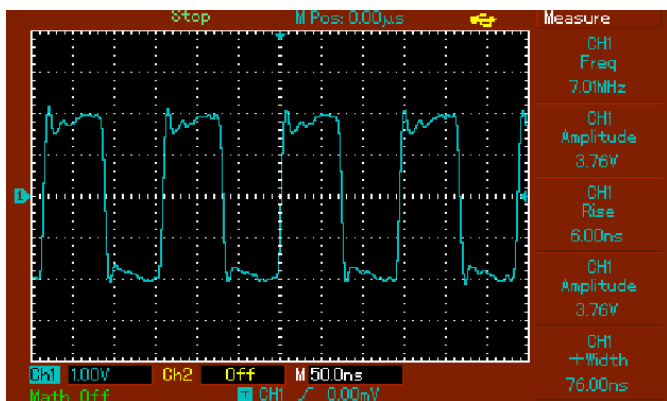 Stop M Pos: 0.00µs Measure
CH1
Freq
7.01MHz
CH1
Amplitude
3.76V
1
CH1
Rise
6.00ns
CH1
Amplitude
3.76V
CH1
+Width
76.00ns
Ch1 1.00V Ch2 Off M 50.0ns
Math Off T CH1 / 0.00mV